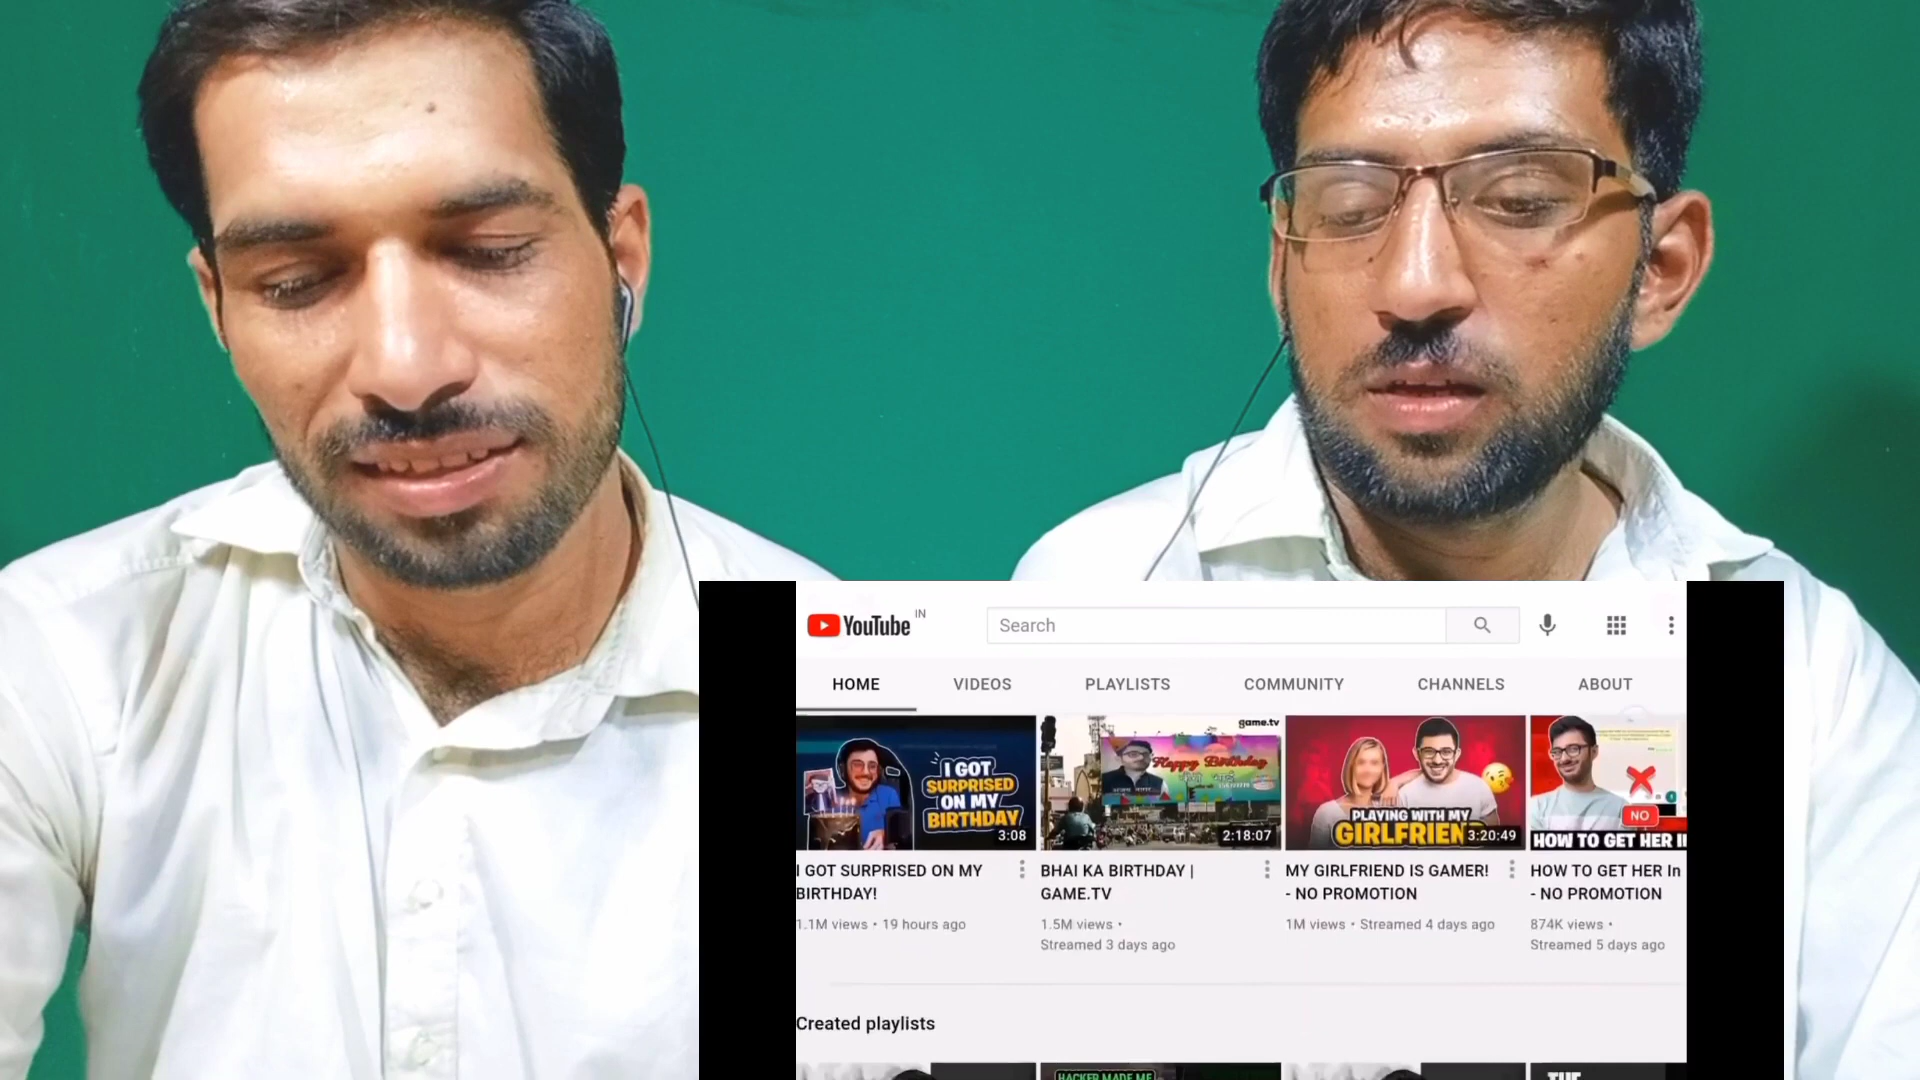 YouTube IN
Search
HOME VIDEOS PLAYLISTS COMMUNITY CHANNELS ABOUT
I GOT
SURPRISED
ON MY
BIRTHDAY
3:08
game.tv
Happy Birthday
2:18:07
PLAYING WITH MY
GIRLFRIEN
3:20:49
NO
HOW TO GET HER I
I GOT SURPRISED ON MY
BIRTHDAY!
1.1M views • 19 hours ago
BHAI KA BIRTHDAY |
GAME.TV
1.5M views •
Streamed 3 days ago
MY GIRLFRIEND IS GAMER!
- NO PROMOTION
1M views • Streamed 4 days ago
HOW TO GET HER In
- NO PROMOTION
874K views •
Streamed 5 days ago
Created playlists
HACKER MADE ME
THE